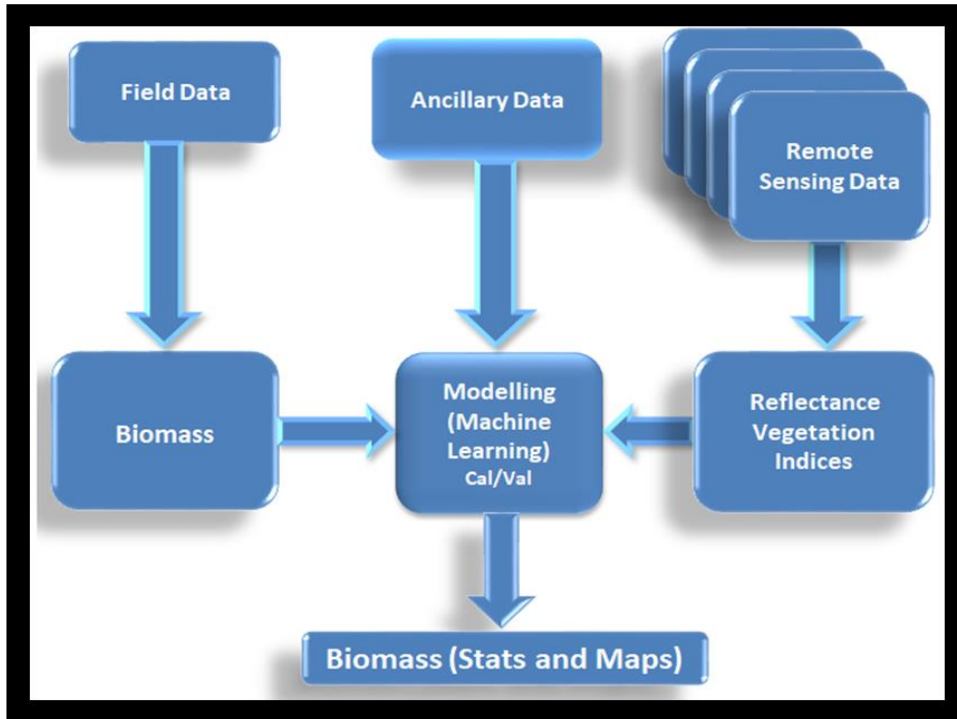 Field Data
Ancillary Data
Remote
Sensing Data
Biomass
Modelling
(Machine
Learning)
Cal/Val
Reflectance
Vegetation
Indices
Biomass (Stats and Maps)